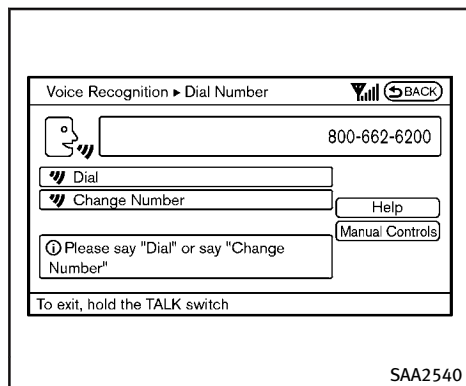 Voice Recognition ▸ Dial Number
BACK
800-662-6200
Dial
Change Number
Help
Manual Controls
Please say "Dial" or say "Change
Number"
To exit, hold the TALK switch
SAA2540